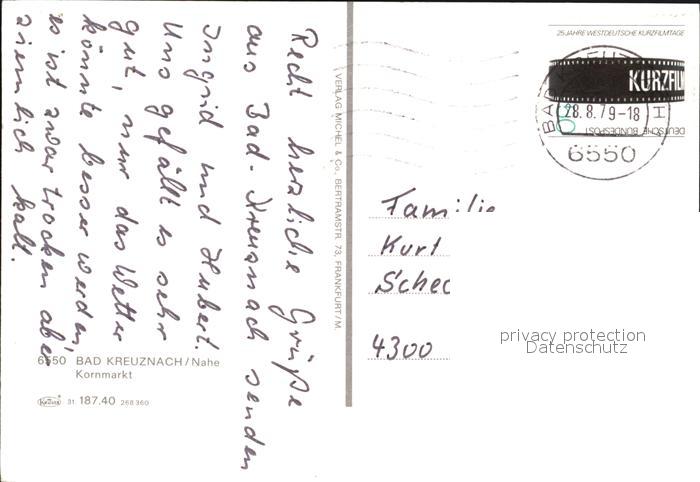 Recht herzliche Grüße
aus Bad-Kreuznach senden
Ingrid und Hubert.
Uns gefällt es sehr
gut, nur das Wetter
könnte besser werden,
es ist zwar trocken aber
ziemlich kalt.
6550 BAD KREUZNACH/Nahe
Kornmarkt
31 187.40 268 360
VERLAG MICHEL & Co., BERTRAMSTR. 73, FRANKFURT/M.
25 JAHRE WESTDEUTSCHE KURZFILMTAGE
KURZFILM
DEUTSCHE BUNDESPOST
28.8.79-18
6550
Familie
Kurt
Schec
4300
privacy protection
Datenschutz